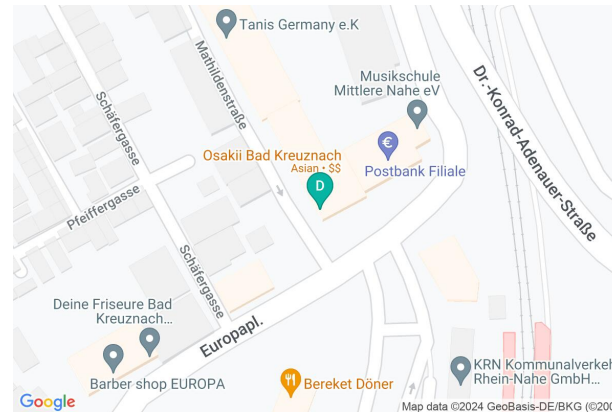 Tanis Germany e.K
Mathildenstraße
Musikschule
Mittlere Nahe eV
Dr.-Konrad-Adenauer-Straße
Schäfergasse
Osakii Bad Kreuznach
Asian • $$
D
€
Postbank Filiale
Pfeiffergasse
Schäfergasse
Deine Friseure Bad
Kreuznach...
Europapl.
Barber shop EUROPA
Bereket Döner
KRN Kommunalverkeh
Rhein-Nahe GmbH...
Google
Map data ©2024 GeoBasis-DE/BKG (©200